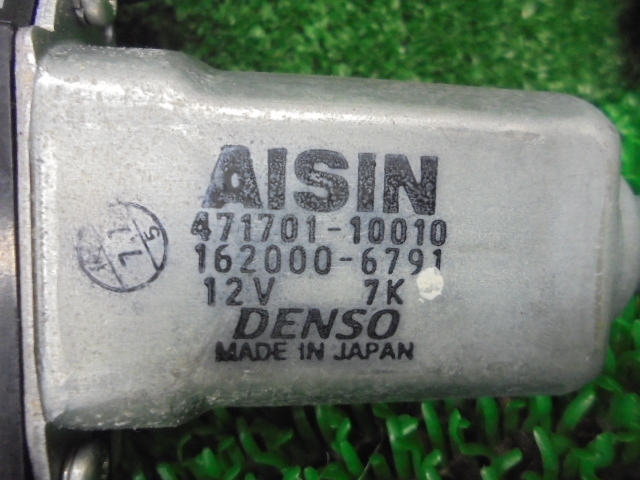 AISIN
471701-10010
162000-6791
12V 7K
DENSO
MADE IN JAPAN